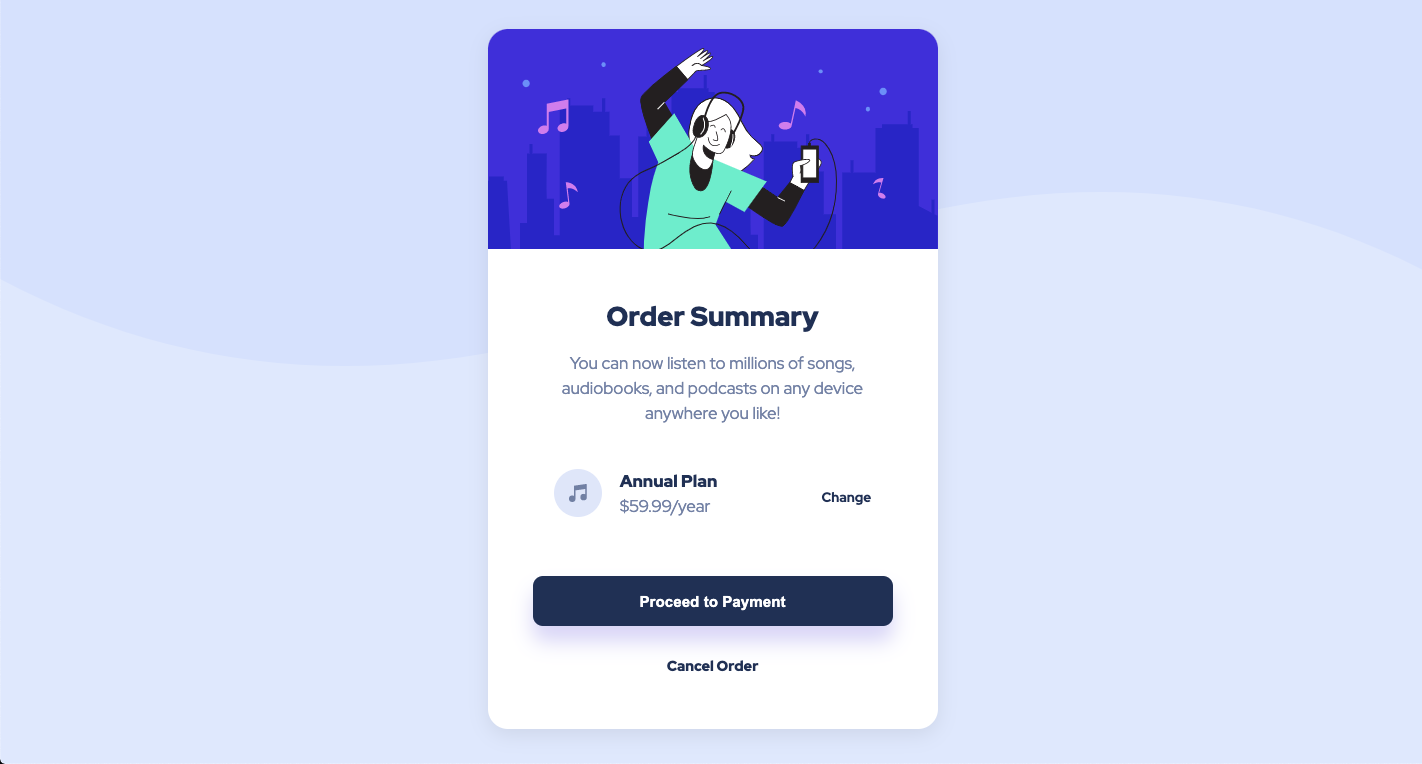 Order Summary
You can now listen to millions of songs,
audiobooks, and podcasts on any device
anywhere you like!
Annual Plan
$59.99/year
Change
Proceed to Payment
Cancel Order